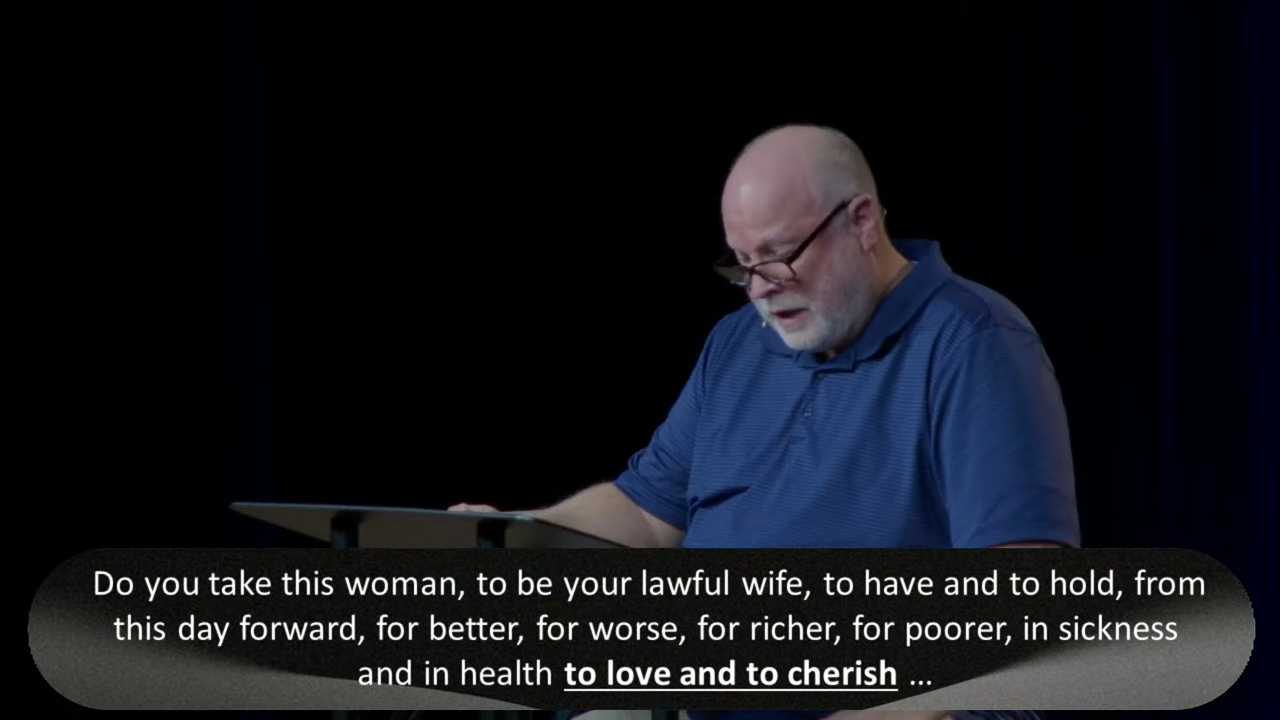 Do you take this woman, to be your lawful wife, to have and to hold, from
this day forward, for better, for worse, for richer, for poorer, in sickness
and in health to love and to cherish ...